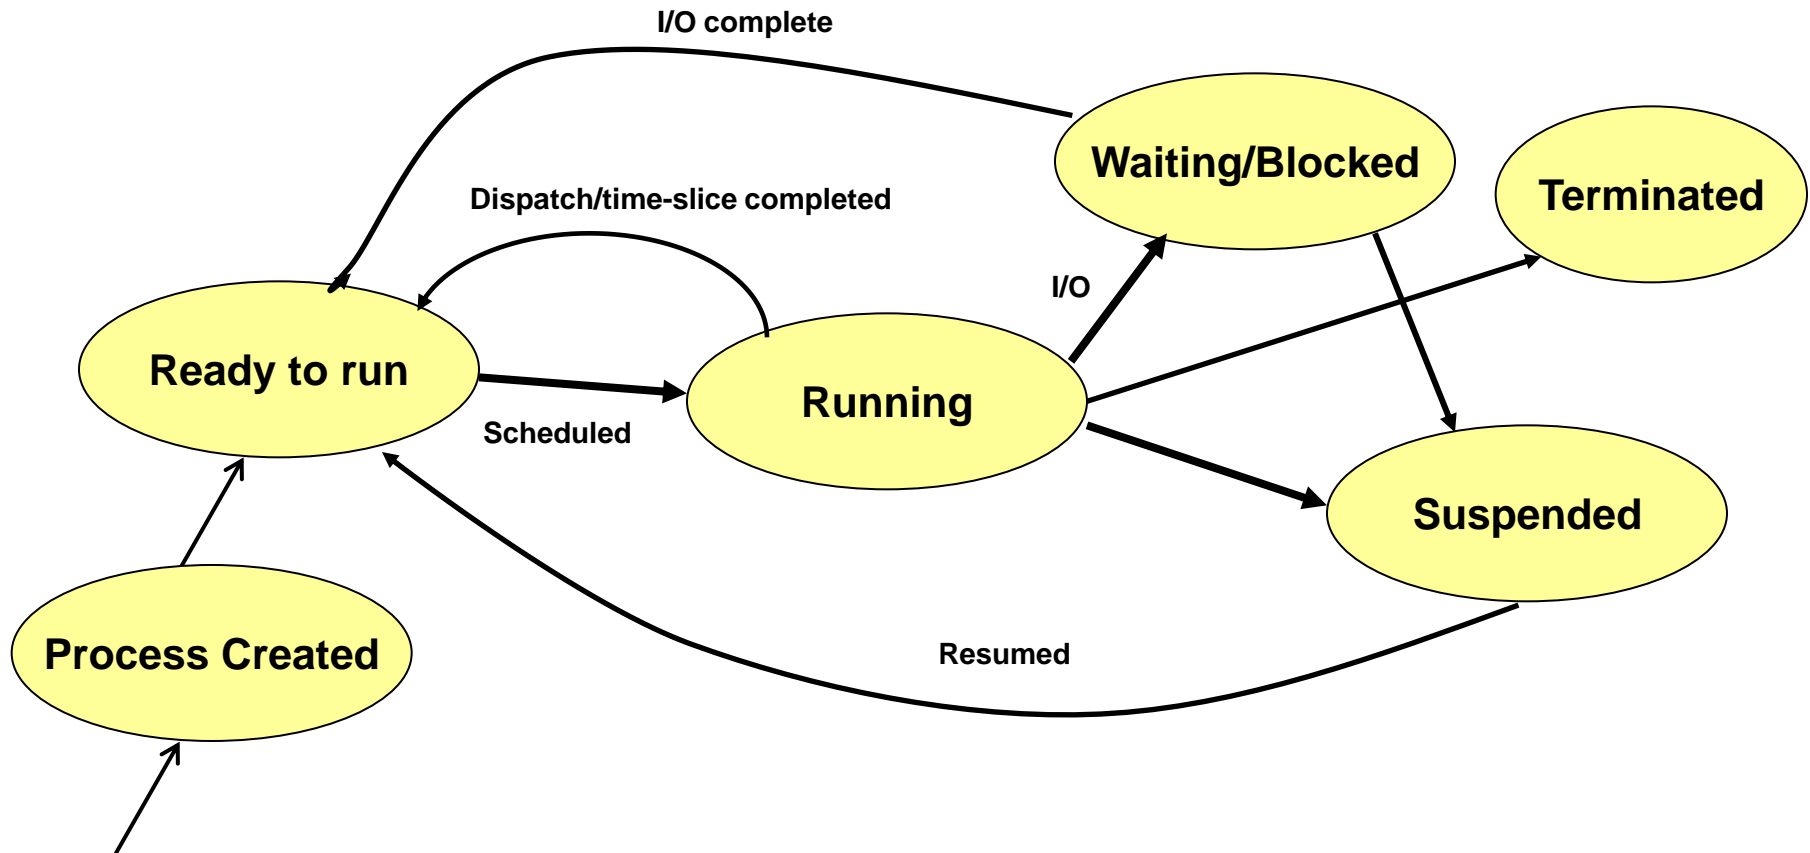 I/O complete
Waiting/Blocked
Terminated
Dispatch/time-slice completed
I/O
Ready to run
Running
Scheduled
Suspended
Process Created
Resumed